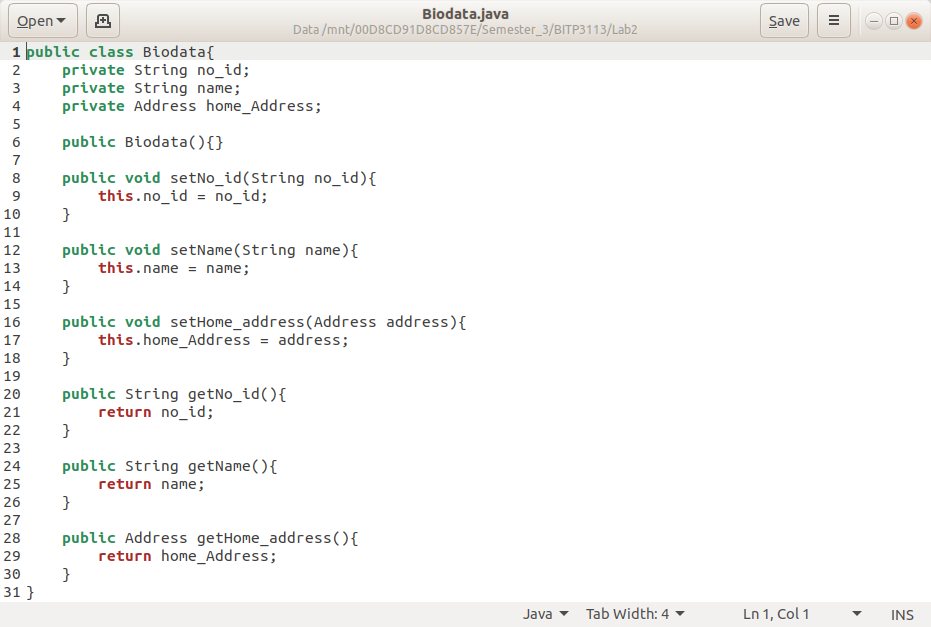 Open
Biodata.java
Data /mnt/00D8CD91D8CD857E/Semester_3/BITP3113/Lab2
Save
1 public class Biodata{
2     private String no_id;
3     private String name;
4     private Address home_Address;
5
6     public Biodata(){}
7
8     public void setNo_id(String no_id){
9         this.no_id = no_id;
10     }
11
12     public void setName(String name){
13         this.name = name;
14     }
15
16     public void setHome_address(Address address){
17         this.home_Address = address;
18     }
19
20     public String getNo_id(){
21         return no_id;
22     }
23
24     public String getName(){
25         return name;
26     }
27
28     public Address getHome_address(){
29         return home_Address;
30     }
31 }
Java Tab Width: 4 Ln 1, Col 1 INS